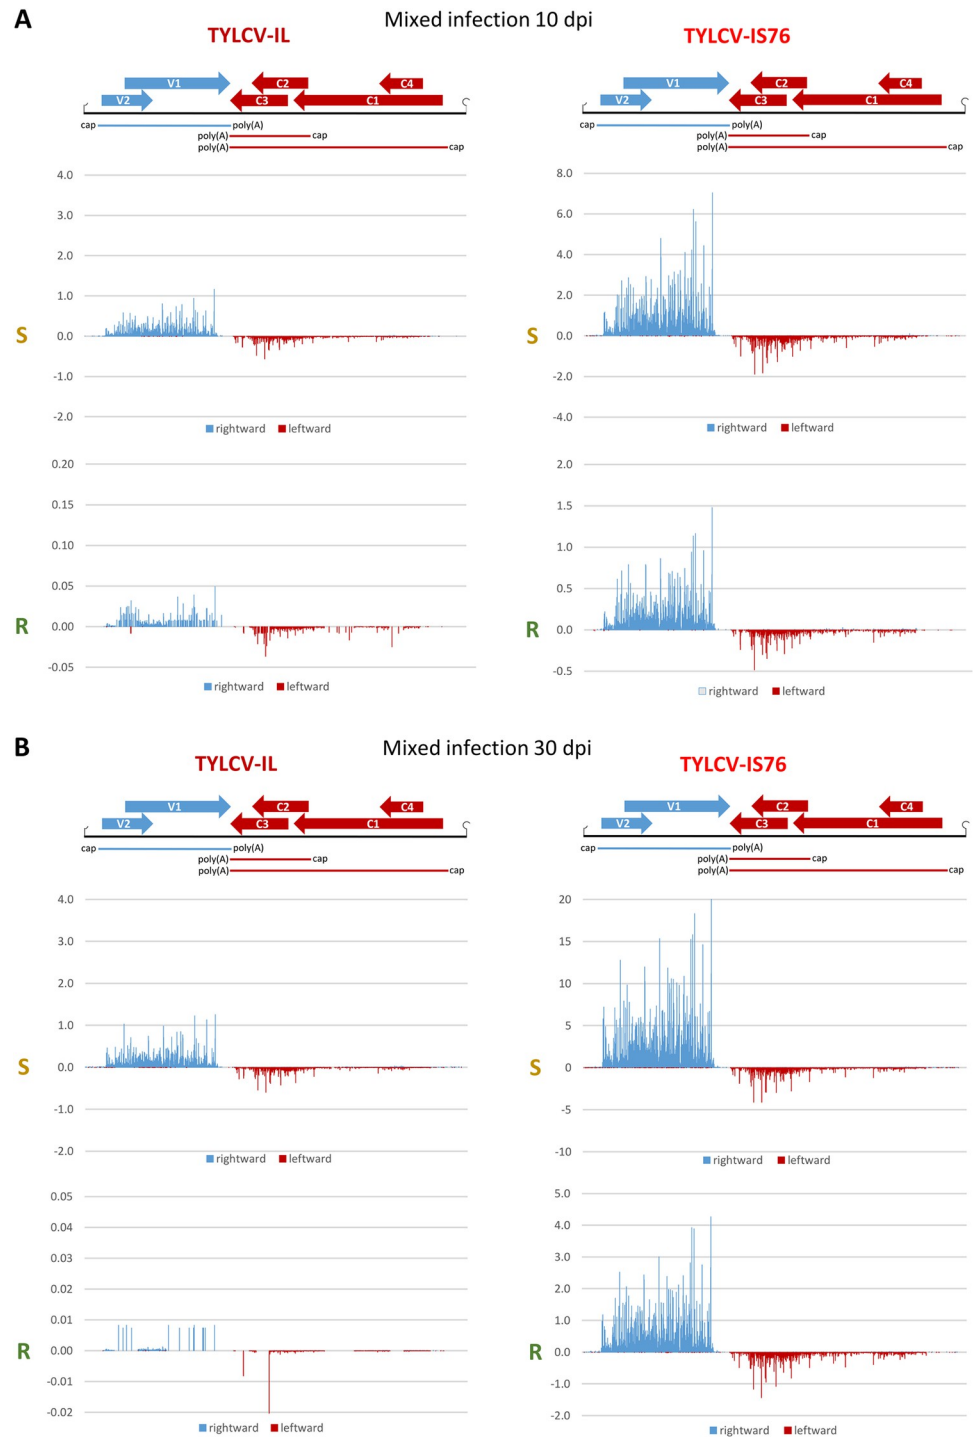 A
Mixed infection 10 dpi
TYLCV-IL
TYLCV-IS76
V1
C2
C4
V2
C3
C1
cap
poly(A)
poly(A)
cap
poly(A)
cap
V1
C2
C4
V2
C3
C1
cap
poly(A)
poly(A)
cap
poly(A)
cap
S
4.0
3.0
2.0
1.0
0.0
-1.0
-2.0
rightward leftward
S
8.0
6.0
4.0
2.0
0.0
-2.0
-4.0
rightward leftward
R
0.20
0.15
0.10
0.05
0.00
-0.05
rightward leftward
R
2.0
1.5
1.0
0.5
0.0
-0.5
rightward leftward
B
Mixed infection 30 dpi
TYLCV-IL
TYLCV-IS76
V1
C2
C4
V2
C3
C1
cap
poly(A)
poly(A)
cap
poly(A)
cap
V1
C2
C4
V2
C3
C1
cap
poly(A)
poly(A)
cap
poly(A)
cap
S
4.0
3.0
2.0
1.0
0.0
-1.0
-2.0
rightward leftward
S
20
15
10
5
0
-5
-10
rightward leftward
R
0.05
0.04
0.03
0.02
0.01
0.00
-0.01
-0.02
rightward leftward
R
5.0
4.0
3.0
2.0
1.0
0.0
-1.0
-2.0
rightward leftward